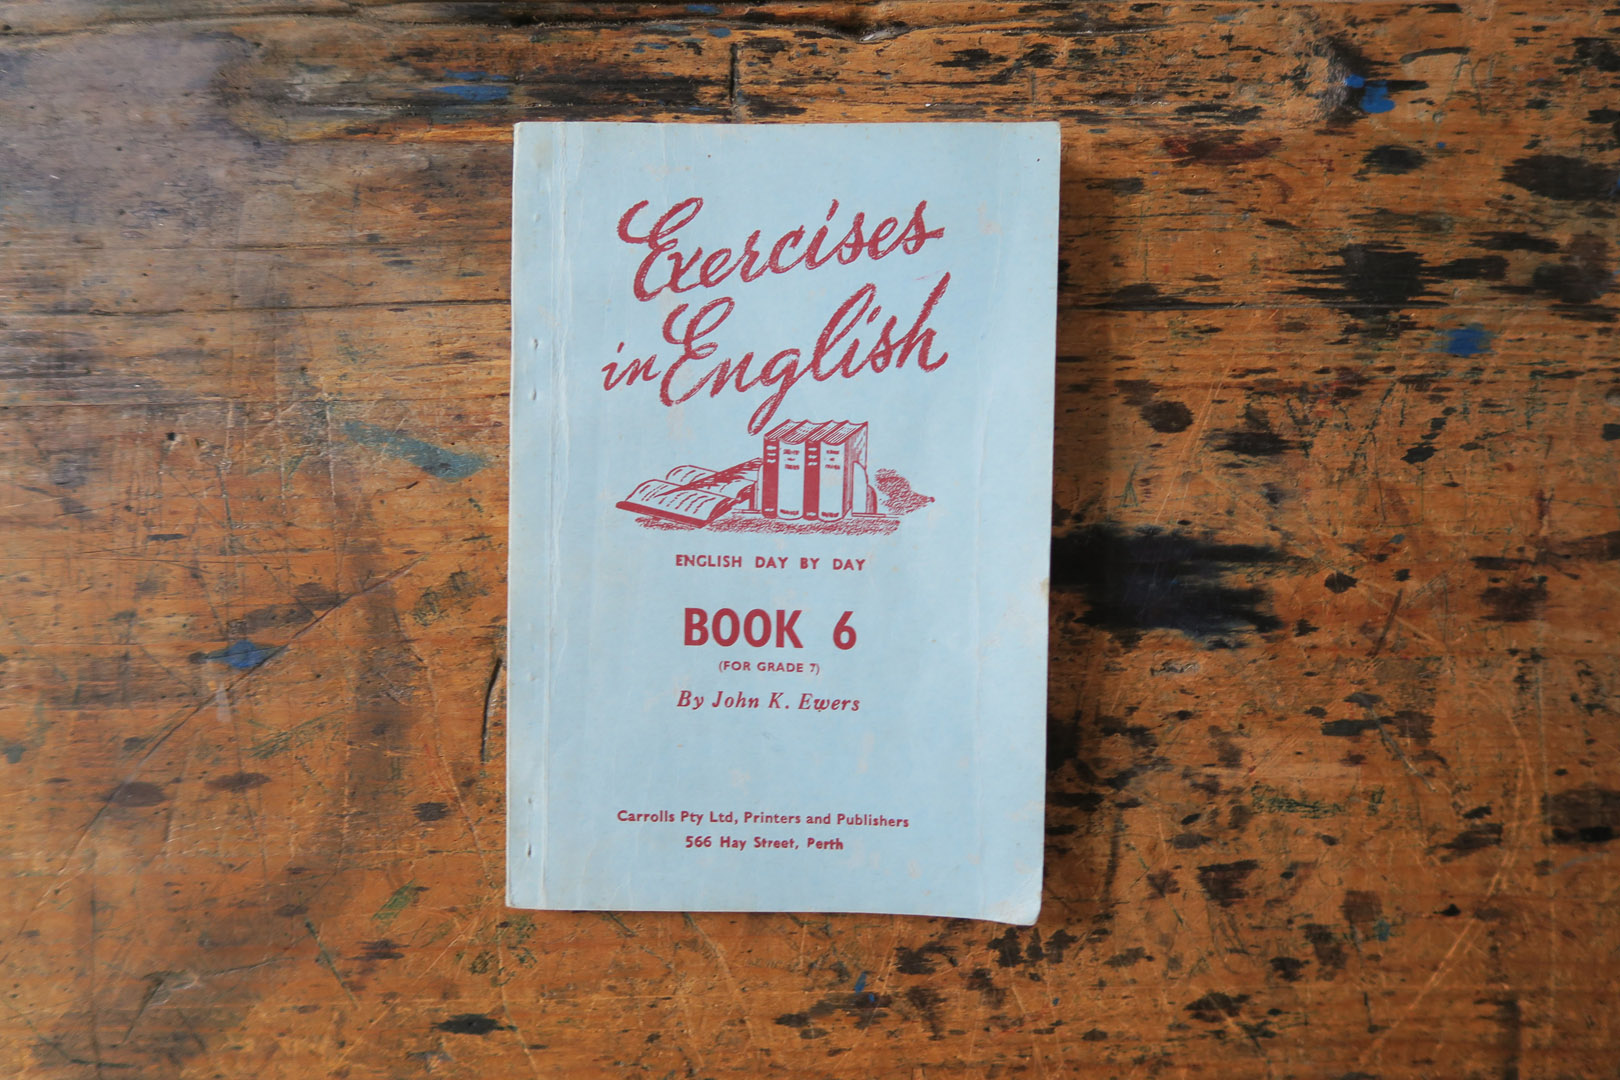 Exercises
in English
ENGLISH DAY BY DAY
BOOK 6
(FOR GRADE 7)
By John K. Ewers
Carrolls Pty Ltd, Printers and Publishers
566 Hay Street, Perth